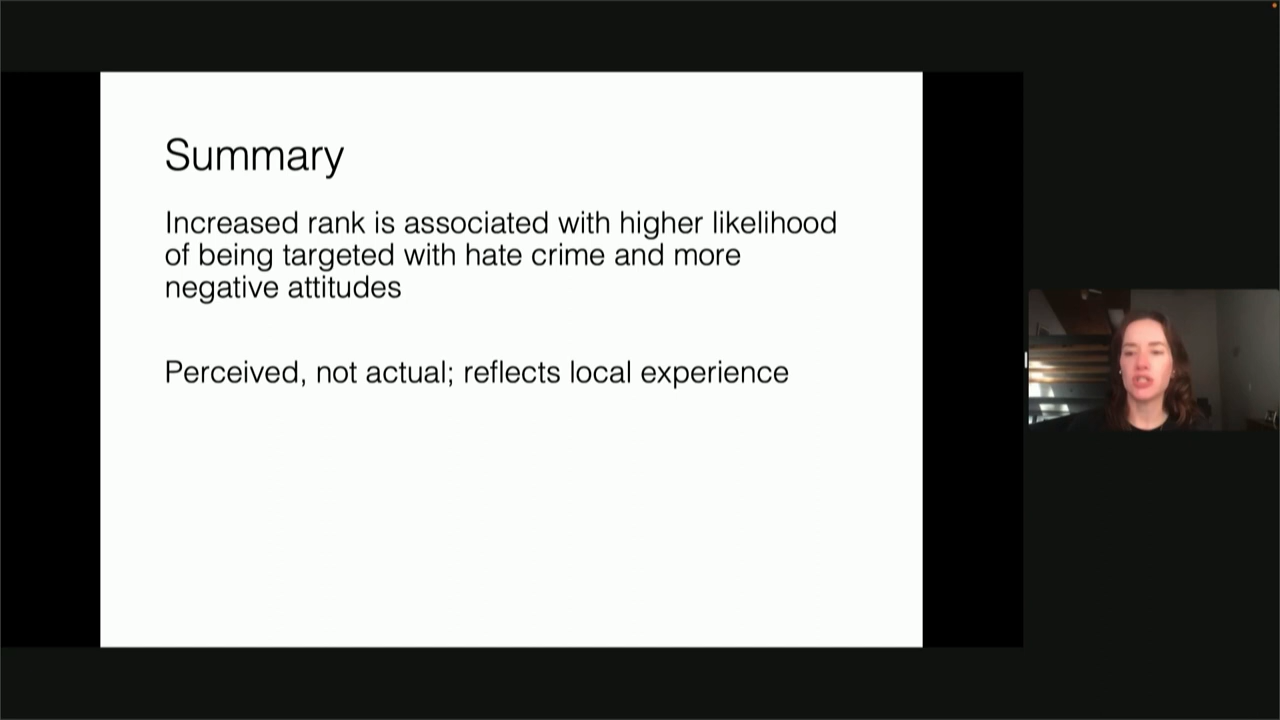 Summary
Increased rank is associated with higher likelihood
of being targeted with hate crime and more
negative attitudes
Perceived, not actual; reflects local experience